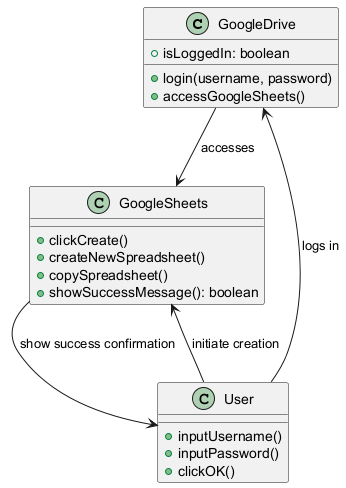 C GoogleDrive
isLoggedIn: boolean
login(username, password)
accessGoogleSheets()
accesses
C GoogleSheets
clickCreate()
createNewSpreadsheet()
copySpreadsheet()
showSuccessMessage(): boolean
logs in
show success confirmation
initiate creation
C User
inputUsername()
inputPassword()
clickOK()